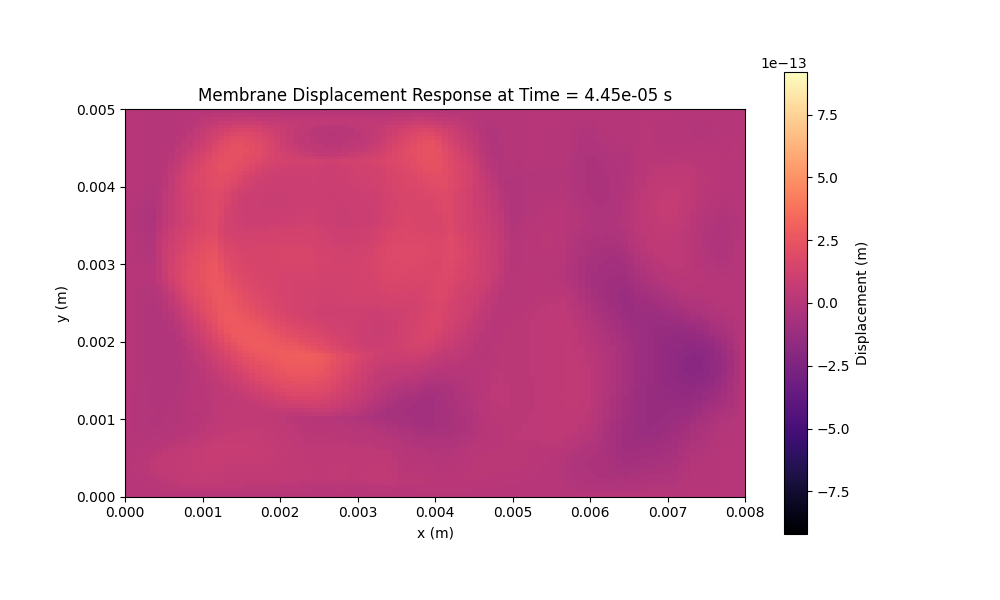 1e−13
Membrane Displacement Response at Time = 4.45e-05 s
0.005
0.004
0.003
0.002
0.001
0.000
y (m)
0.000 0.001 0.002 0.003 0.004 0.005 0.006 0.007 0.008
x (m)
7.5
5.0
2.5
0.0
−2.5
−5.0
−7.5
Displacement (m)